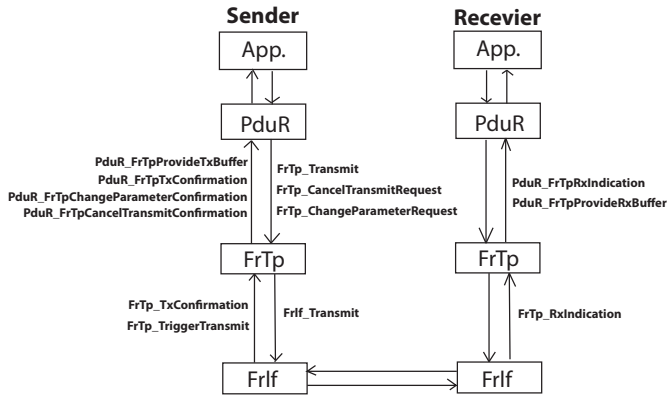 Sender
Recevier
App.
App.
PduR
PduR
PduR_FrTpProvideTxBuffer
PduR_FrTpTxConfirmation
PduR_FrTpChangeParameterConfirmation
PduR_FrTpCancelTransmitConfirmation
FrTp_Transmit
FrTp_CancelTransmitRequest
FrTp_ChangeParameterRequest
PduR_FrTpRxIndication
PduR_FrTpProvideRxBuffer
FrTp
FrTp
FrTp_TxConfirmation
FrTp_TriggerTransmit
FrIf_Transmit
FrTp_RxIndication
FrIf
FrIf